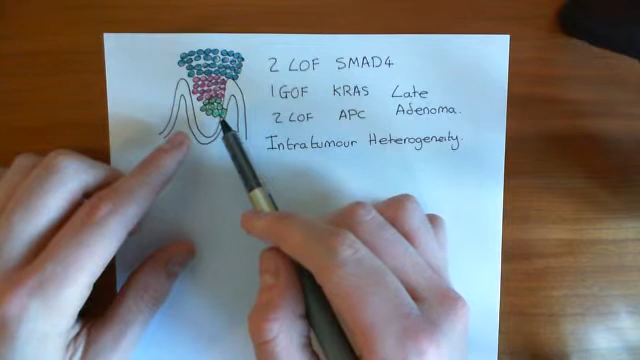 2 LOF SMAD4
1 GOF KRAS Late
2 LOF APC Adenoma.
Intratumour Heterogeneity.